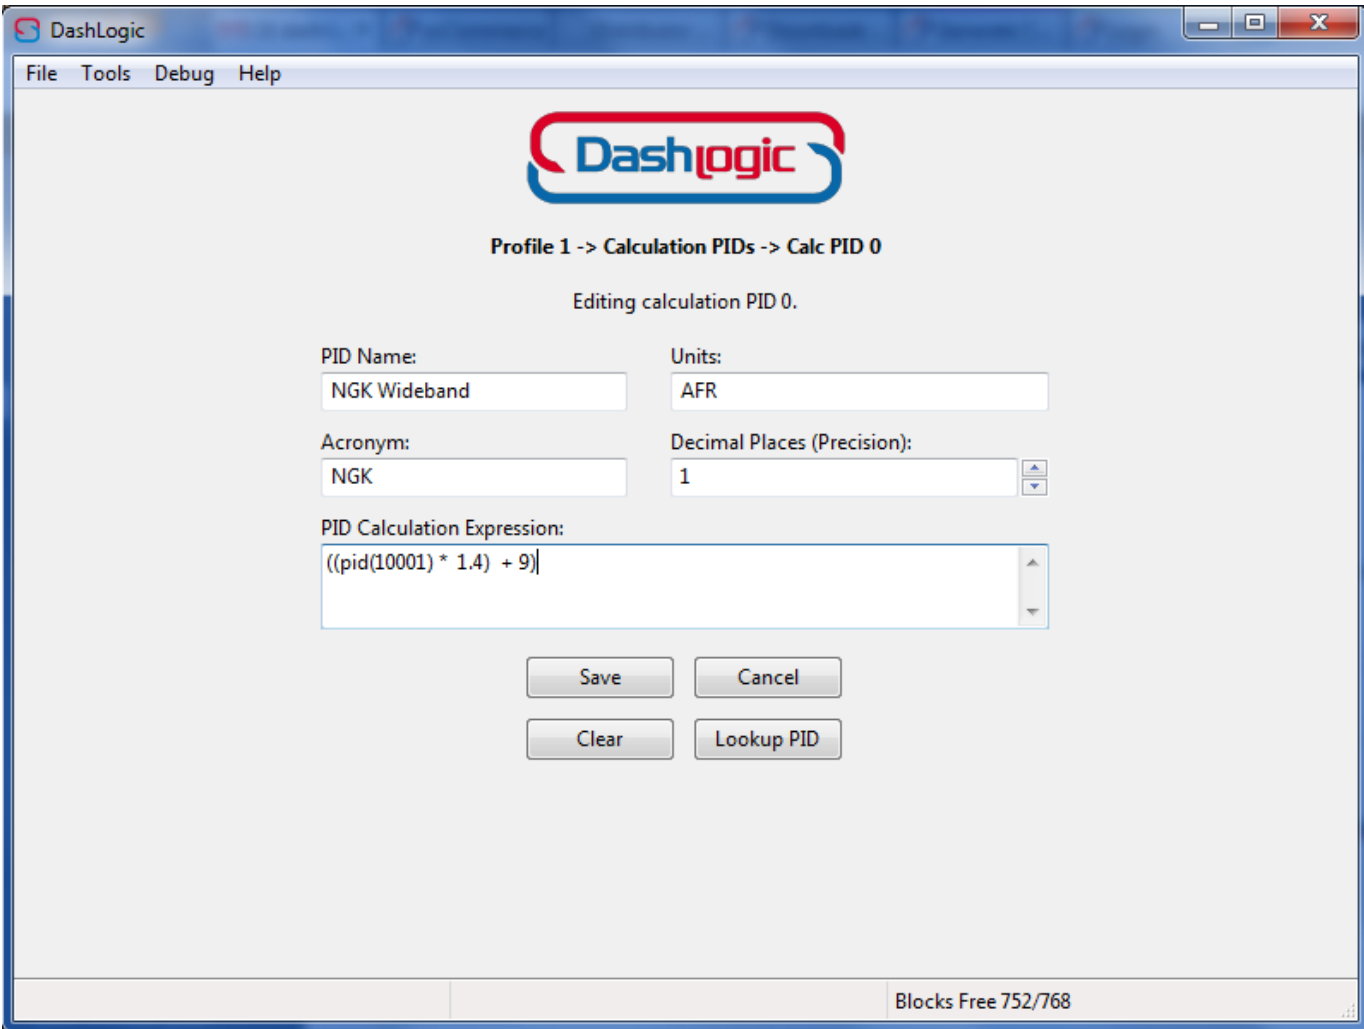 DashLogic
File Tools Debug Help
Dashlogic
Profile 1 -> Calculation PIDs -> Calc PID 0
Editing calculation PID 0.
PID Name: Units:
NGK Wideband AFR
Acronym: Decimal Places (Precision):
NGK 1
PID Calculation Expression:
((pid(10001) * 1.4)  + 9)
Save Cancel
Clear Lookup PID
Blocks Free 752/768